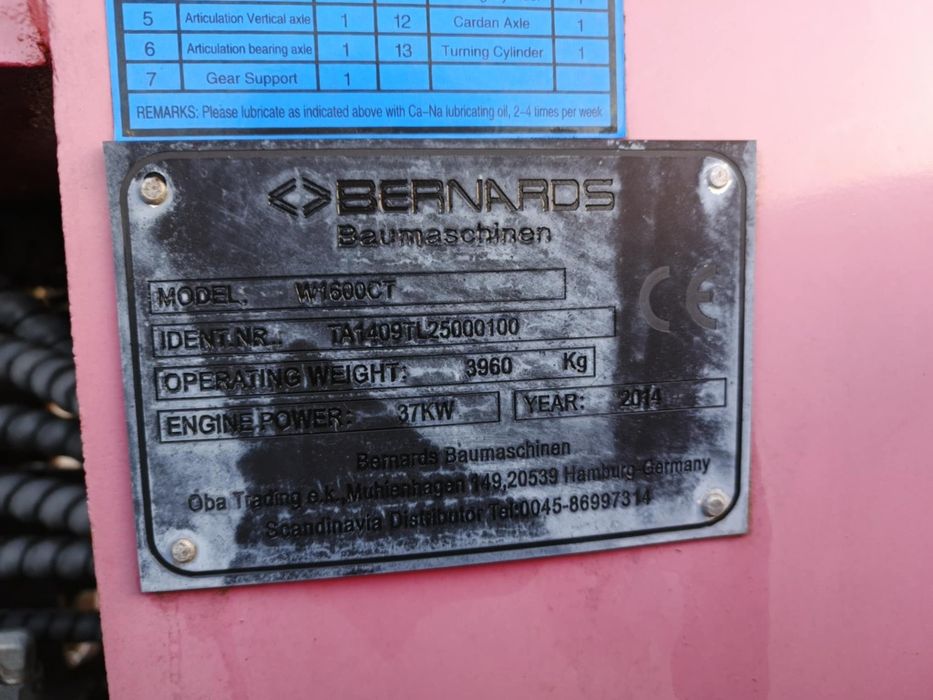 5 Articulation Vertical axle 1 12 Cardan Axle 1
6 Articulation bearing axle 1 13 Turning Cylinder 1
7 Gear Support 1
REMARKS: Please lubricate as indicated above with Ca-Na lubricating oil, 2-4 times per week
BERNARDS
Baumaschinen
MODEL: W1600CT
CE
IDENT.NR.: TA1409TL25000100
OPERATING WEIGHT: 3960 Kg
ENGINE POWER: 37KW YEAR: 2014
Bernards Baumaschinen
Oba Trading e.k.,Muhlenhagen 149,20539 Hamburg-Germany
Scandinavia Distributor Tel:0045-86997314